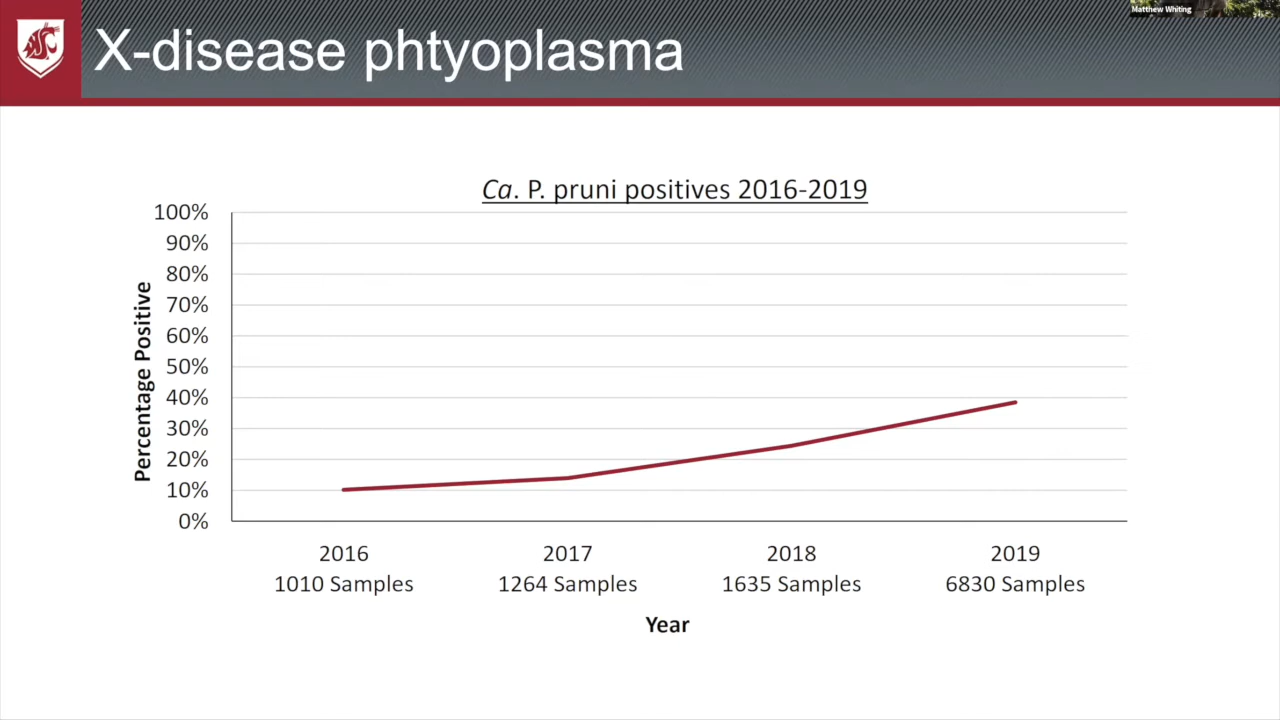 Matthew Whiting
X-disease phtyoplasma
Ca. P. pruni positives 2016-2019
100%
90%
80%
70%
60%
50%
40%
30%
20%
10%
0%
Percentage Positive
2016 2017 2018 2019
1010 Samples 1264 Samples 1635 Samples 6830 Samples
Year